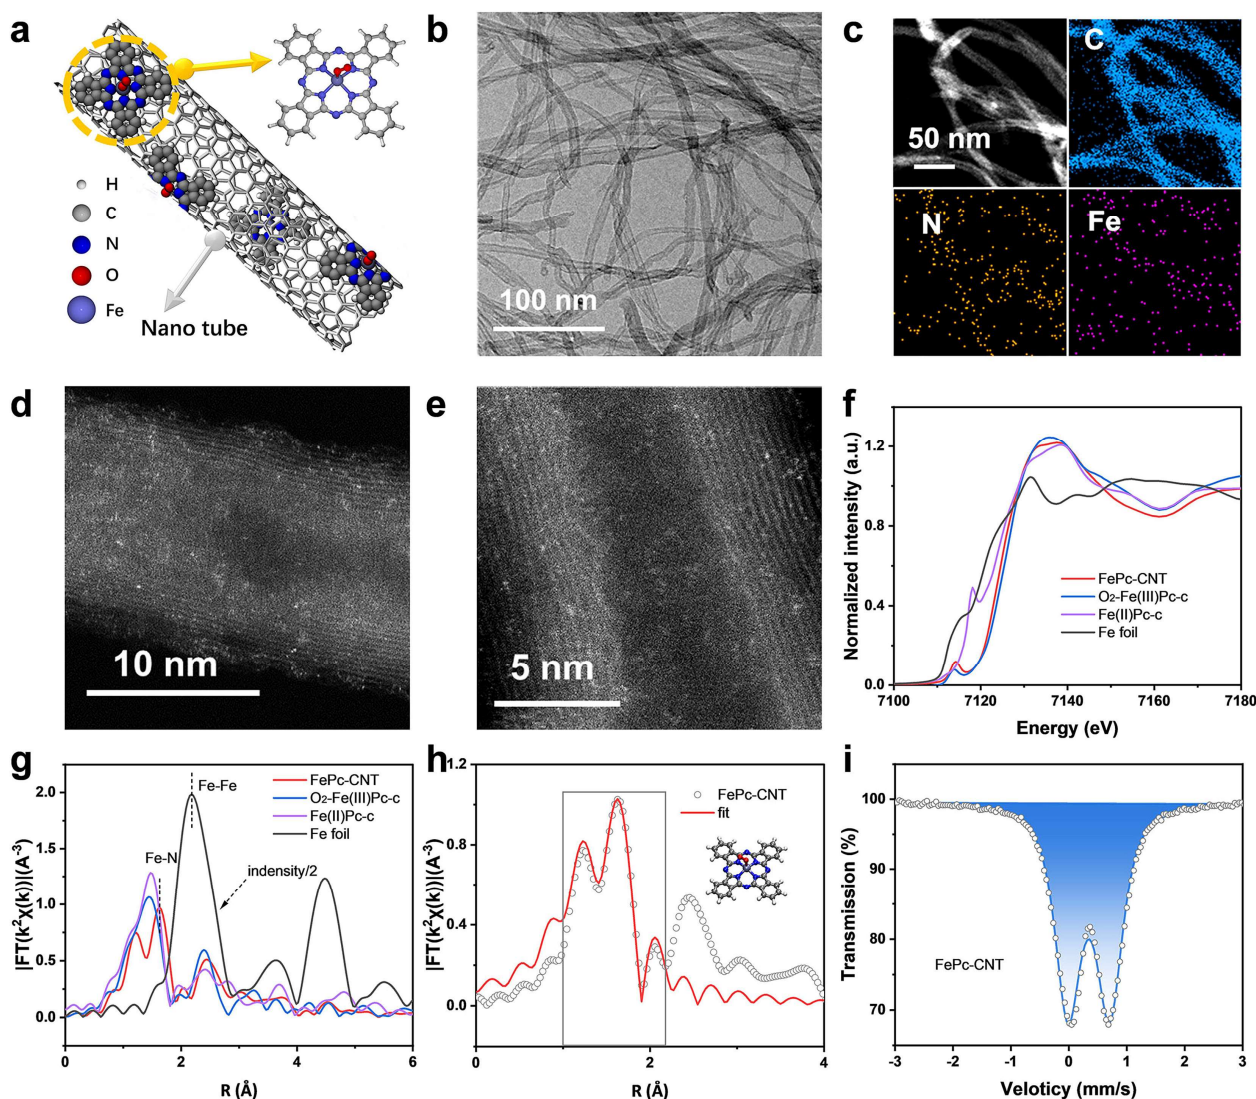 a
H
C
N
O
Fe
Nano tube
b
100 nm
c
50 nm
C
N
Fe
d
10 nm
e
5 nm
f
Normalized intensity (a.u.)
1.2
0.8
0.4
0.0
FePc-CNT
O₂-Fe(III)Pc-c
Fe(II)Pc-c
Fe foil
7100 7120 7140 7160 7180
Energy (eV)
g
|FT(k²χ(k))|(A⁻³)
2.0
1.5
1.0
0.5
0.0
Fe-Fe
Fe-N
indensity/2
FePc-CNT
O₂-Fe(III)Pc-c
Fe(II)Pc-c
Fe foil
0 2 4 6
R (Å)
h
|FT(k²χ(k))|(A⁻³)
1.2
0.8
0.4
0.0
FePc-CNT
fit
0 2 4
R (Å)
i
Transmission (%)
100
90
80
70
FePc-CNT
-3 -2 -1 0 1 2 3
Veloticy (mm/s)